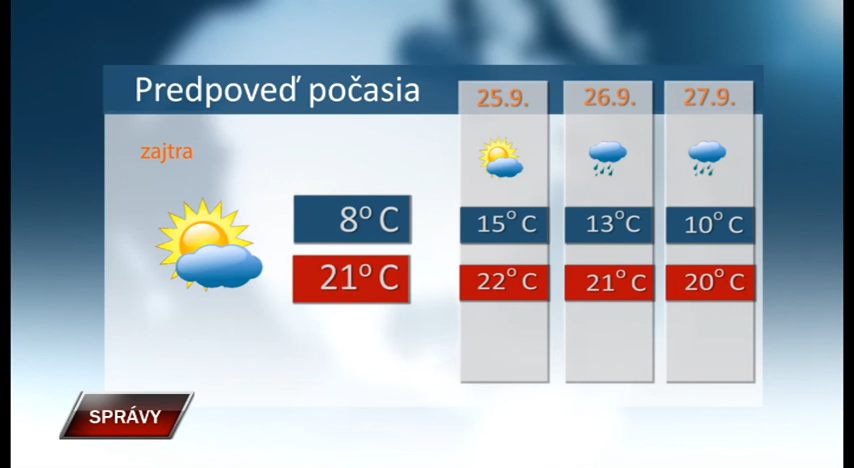 Predpoveď počasia
zajtra
8° C
21° C
25.9.
15° C
22° C
26.9.
13°C
21° C
27.9.
10° C
20° C
SPRÁVY